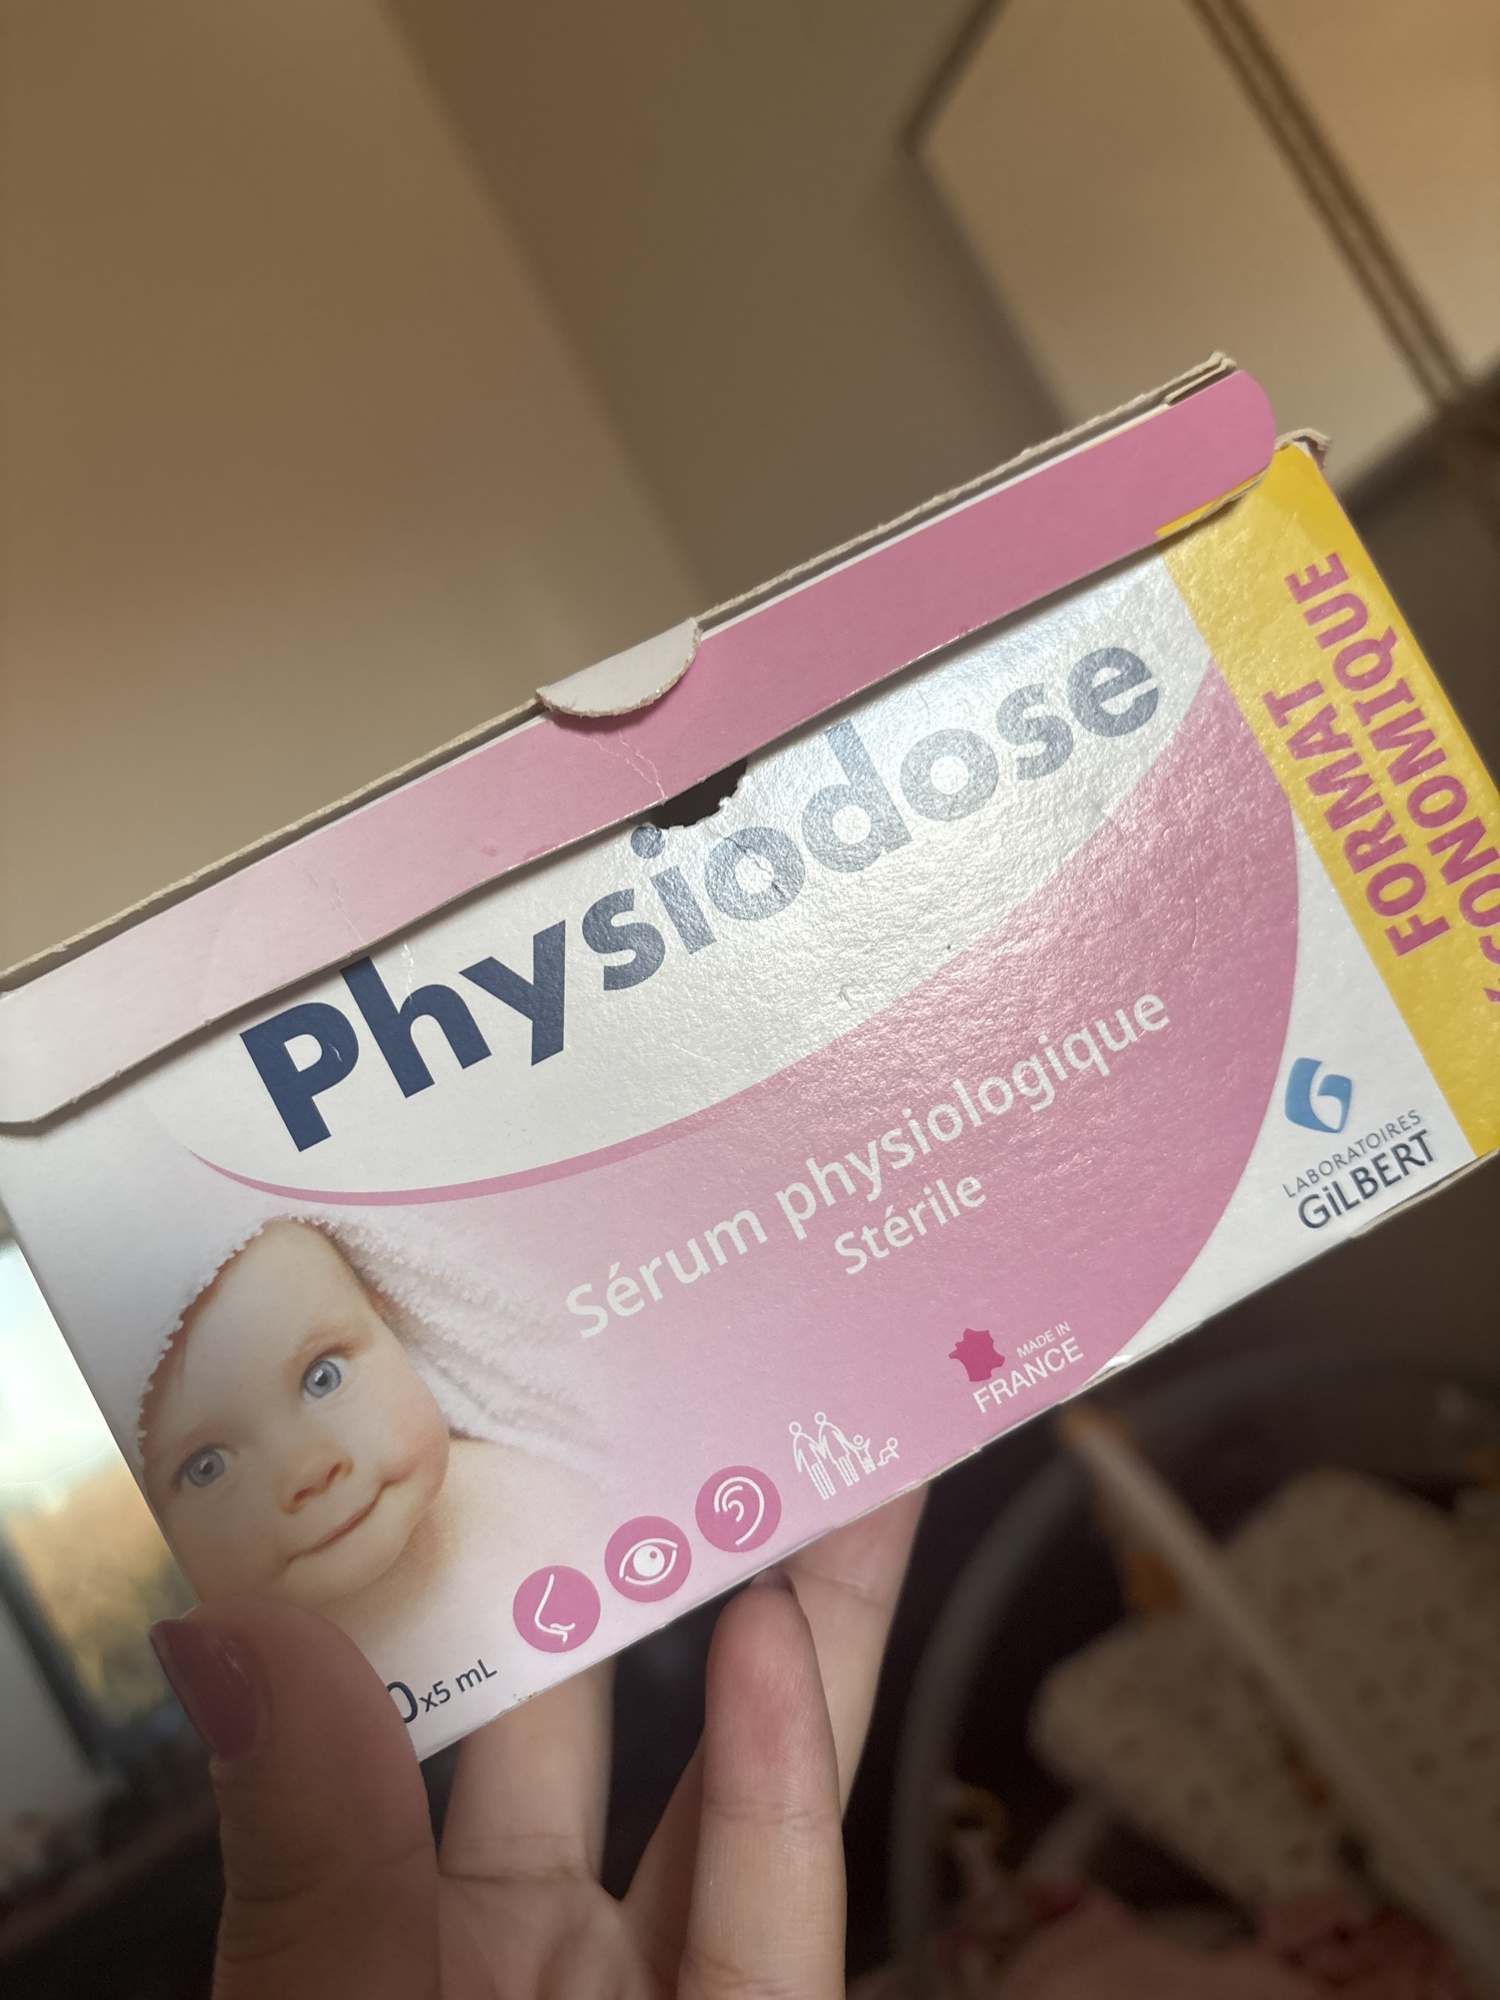 Physiodose
Sérum physiologique
Stérile
MADE IN
FRANCE
LABORATOIRES
GiLBERT
FORMAT
x5 mL